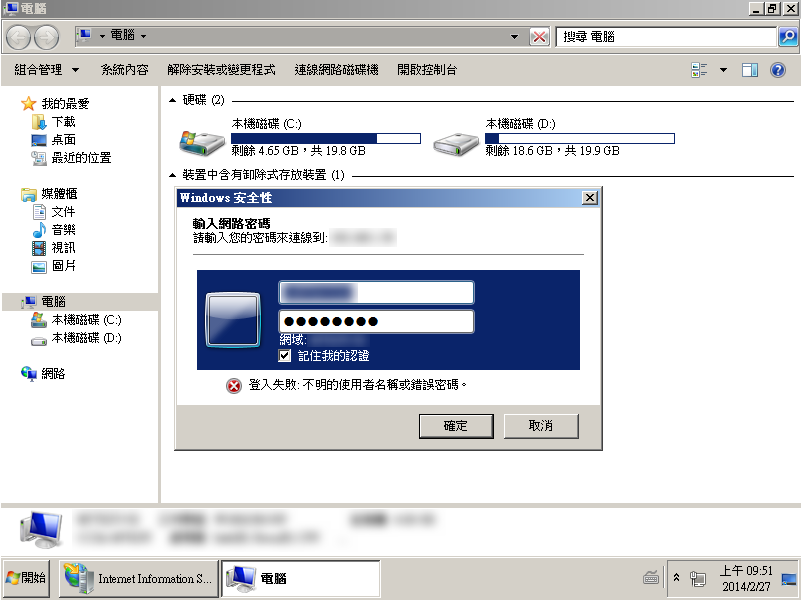 電腦
電腦
搜尋 電腦
組合管理
系統內容
解除安裝或變更程式
連線網路磁碟機
開啟控制台
我的最愛
下載
桌面
最近的位置
媒體櫃
文件
音樂
視訊
圖片
電腦
本機磁碟 (C:)
本機磁碟 (D:)
網路
硬碟 (2)
本機磁碟 (C:)
剩餘 4.65 GB，共 19.8 GB
本機磁碟 (D:)
剩餘 18.6 GB，共 19.9 GB
裝置中含有卸除式存放裝置 (1)
Windows 安全性
輸入網路密碼
請輸入您的密碼來連線到:
網域:
記住我的認證
登入失敗: 不明的使用者名稱或錯誤密碼。
確定
取消
開始
Internet Information S...
電腦
上午 09:51
2014/2/27